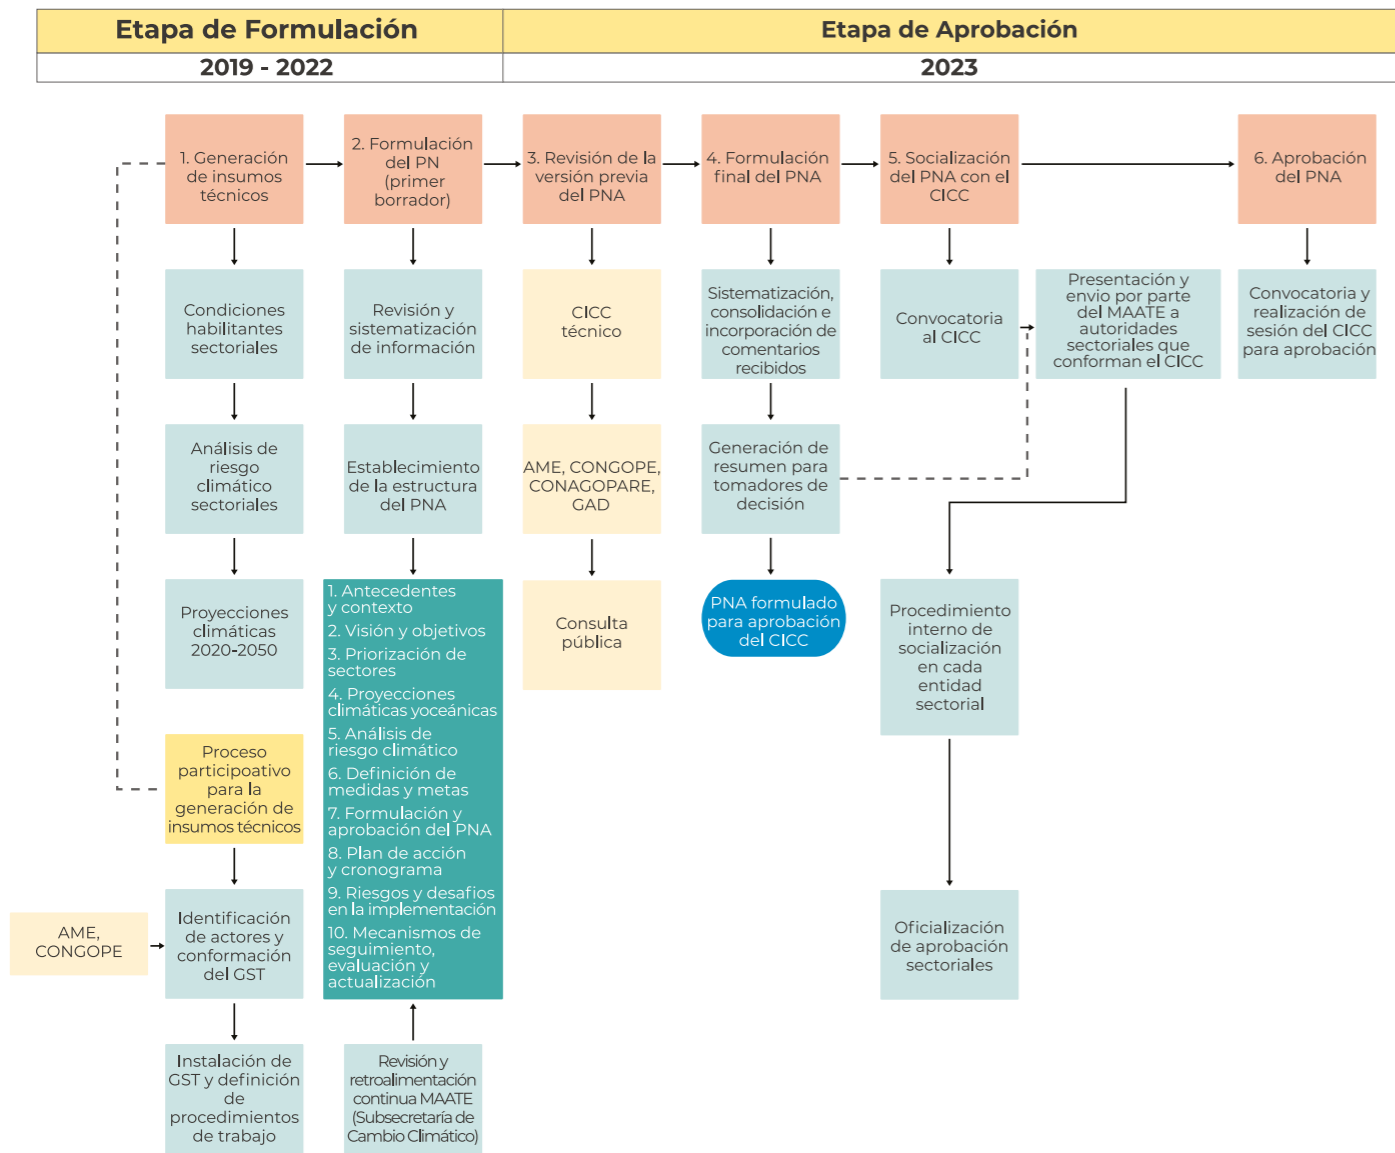 Etapa de Formulación
Etapa de Aprobación
2019 - 2022
2023
1. Generación
de insumos
técnicos
2. Formulación
del PN
(primer
borrador)
3. Revisión de la
versión previa
del PNA
4. Formulación
final del PNA
5. Socialización
del PNA con el
CICC
6. Aprobación
del PNA
Condiciones
habilitantes
sectoriales
Revisión y
sistematización
de información
CICC
técnico
Sistematización,
consolidación e
incorporación de
comentarios
recibidos
Convocatoria
al CICC
Presentación y
envio por parte
del MAATE a
autoridades
sectoriales que
conforman el CICC
Convocatoria y
realización de
sesión del CICC
para aprobación
Análisis de
riesgo
climático
sectoriales
Establecimiento
de la estructura
del PNA
AME, CONGOPE,
CONAGOPARE,
GAD
Generación de
resumen para
tomadores de
decisión
Proyecciones
climáticas
2020-2050
1. Antecedentes
y contexto
2. Visión y objetivos
3. Priorización de
sectores
4. Proyecciones
climáticas yoceánicas
5. Análisis de
riesgo climático
6. Definición de
medidas y metas
7. Formulación y
aprobación del PNA
8. Plan de acción
y cronograma
9. Riesgos y desafios
en la implementación
10. Mecanismos de
seguimiento,
evaluación y
actualización
Consulta
pública
PNA formulado
para aprobación
del CICC
Procedimiento
interno de
socialización
en cada
entidad
sectorial
Proceso
participoativo
para la
generación de
insumos técnicos
AME,
CONGOPE
Identificación
de actores y
conformación
del GST
Oficialización
de aprobación
sectoriales
Instalación de
GST y definición
de
procedimientos
de trabajo
Revisión y
retroalimentación
continua MAATE
(Subsecretaría de
Cambio Climático)